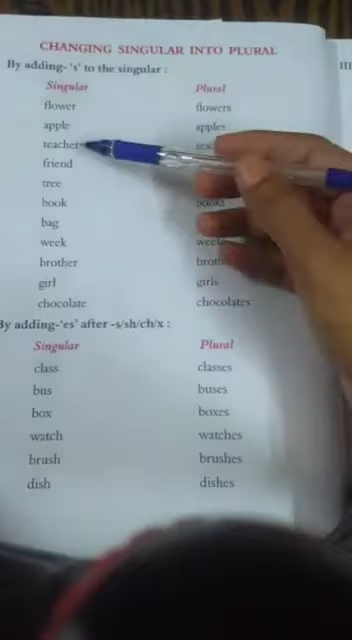 CHANGING SINGULAR INTO PLURAL
III
By adding- 's' to the singular :
Singular Plural
flower flowers
apple apples
teacher
friend
tree
book books
bag
week
brother
girl girls
chocolate chocolates
By adding-'es' after -s/sh/ch/x :
Singular Plural
class classes
bus buses
box boxes
watch watches
brush brushes
dish dishes